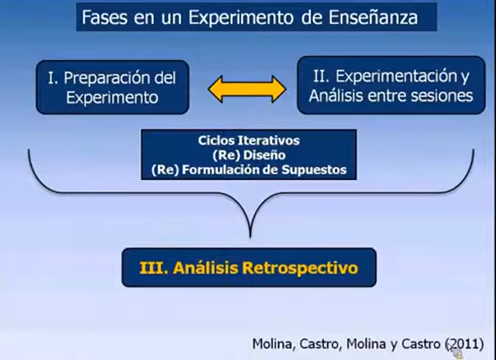 Fases en un Experimento de Enseñanza
I. Preparación del
Experimento
II. Experimentación y
Análisis entre sesiones
Ciclos Iterativos
(Re) Diseño
(Re) Formulación de Supuestos
III. Análisis Retrospectivo
Molina, Castro, Molina y Castro (2011)